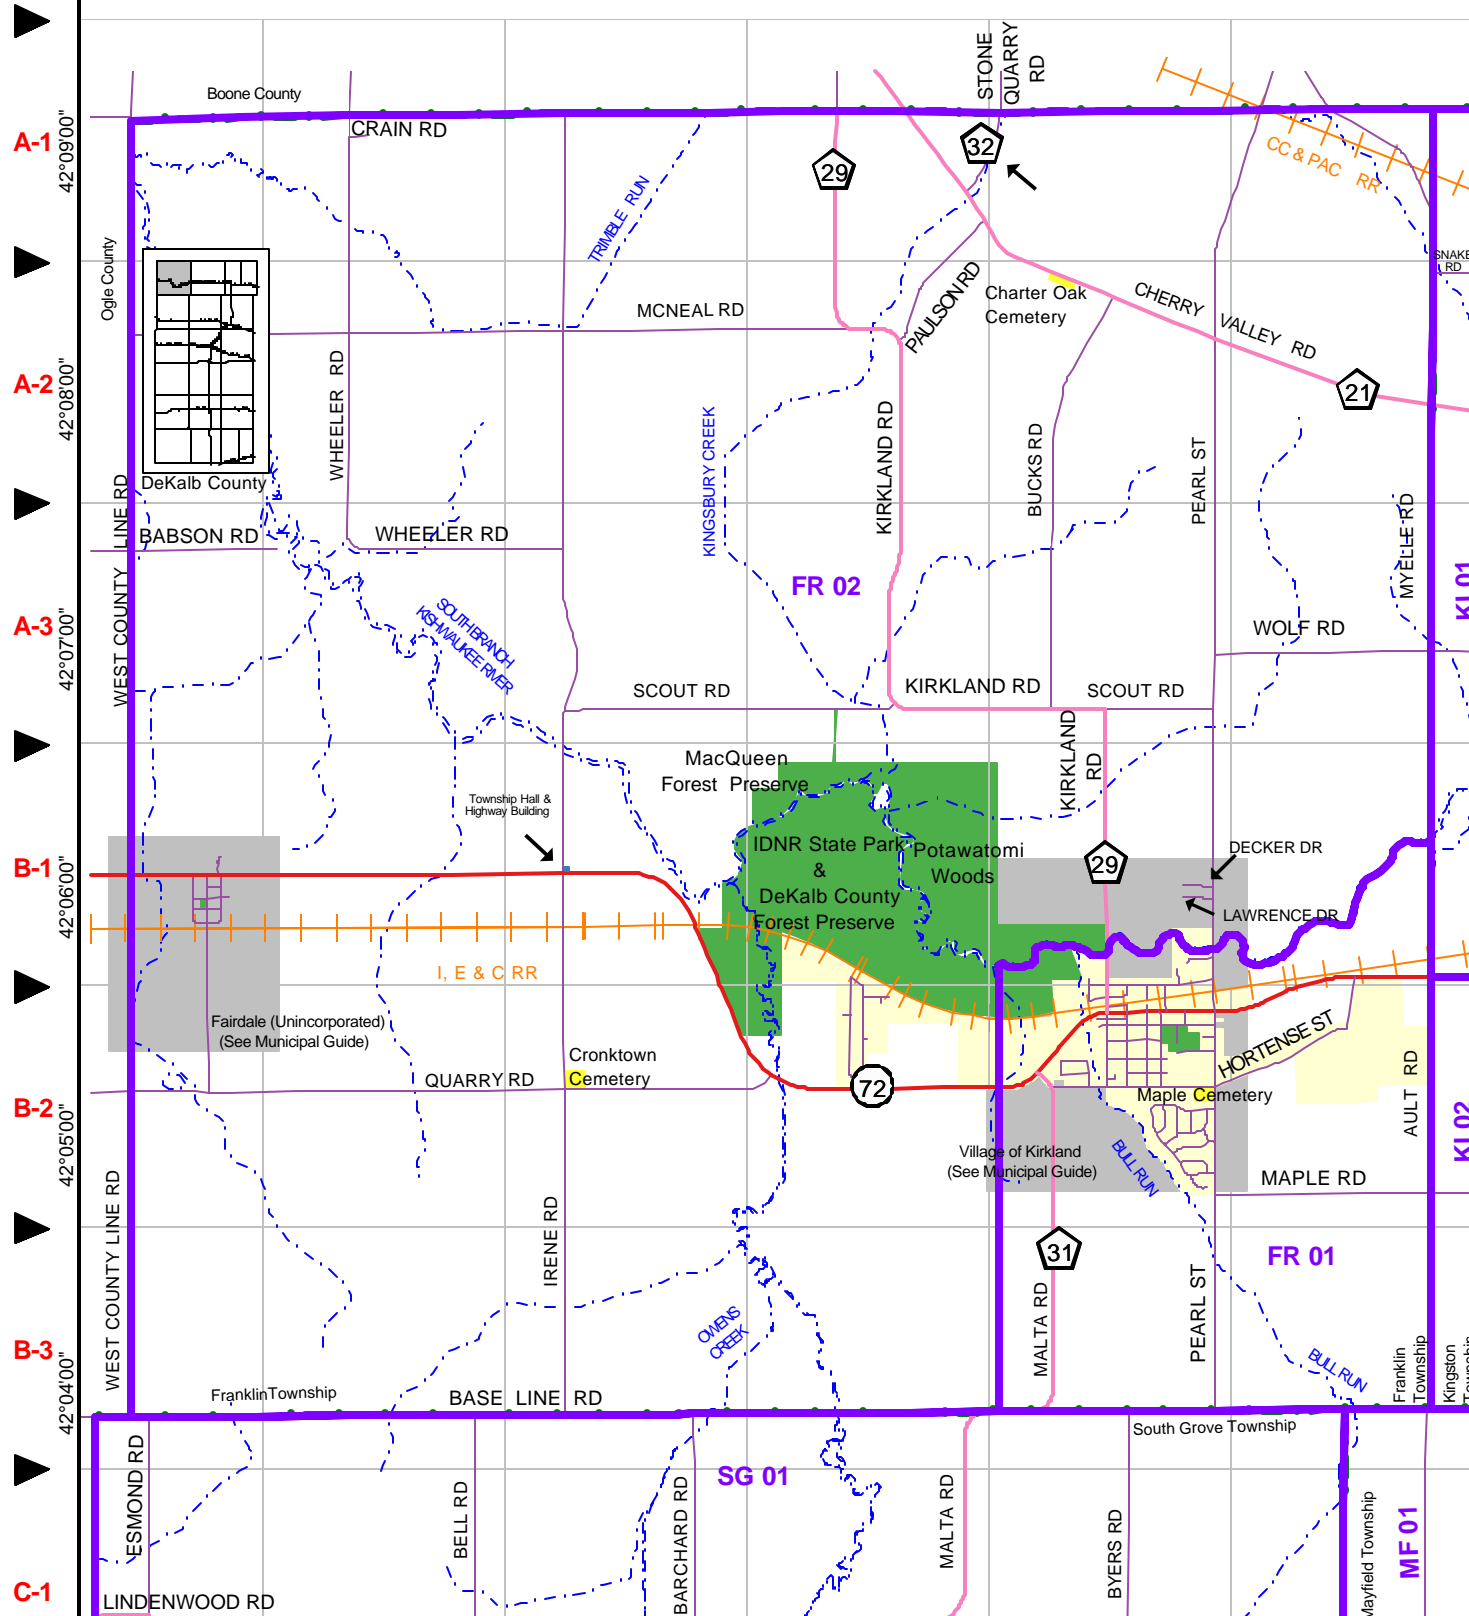 STONE
QUARRY
RD
Boone County
A-1
42°09'00"
CRAIN RD
32
29
CC & PAC RR
TRIMBLE RUN
Ogle County
SNAKE
RD
PAULSON RD
Charter Oak
Cemetery
CHERRY VALLEY RD
MCNEAL RD
A-2
42°08'00"
WHEELER RD
21
KINGSBURY CREEK
KIRKLAND RD
BUCKS RD
PEARL ST
DeKalb County
WEST COUNTY LINE RD
BABSON RD
WHEELER RD
MYELLE RD
FR 02
KI 01
A-3
42°07'00"
SOUTH BRANCH
KISHWAUKEE RIVER
WOLF RD
SCOUT RD
KIRKLAND RD
SCOUT RD
KIRKLAND
RD
MacQueen
Forest Preserve
Township Hall &
Highway Building
B-1
42°06'00"
IDNR State Park
&
DeKalb County
Forest Preserve
Potawatomi
Woods
29
DECKER DR
LAWRENCE DR
I, E & C RR
Fairdale (Unincorporated)
(See Municipal Guide)
Cronktown
Cemetery
HORTENSE ST
QUARRY RD
72
Maple Cemetery
AULT RD
B-2
42°05'00"
KI 02
Village of Kirkland
(See Municipal Guide)
BULL RUN
MAPLE RD
WEST COUNTY LINE RD
IRENE RD
31
FR 01
OWENS
CREEK
MALTA RD
PEARL ST
B-3
42°04'00"
BULL RUN
Franklin
Township
Kingston
Township
Franklin Township
BASE LINE RD
South Grove Township
ESMOND RD
BELL RD
BARCHARD RD
SG 01
MALTA RD
BYERS RD
Mayfield Township
MF 01
C-1
LINDENWOOD RD